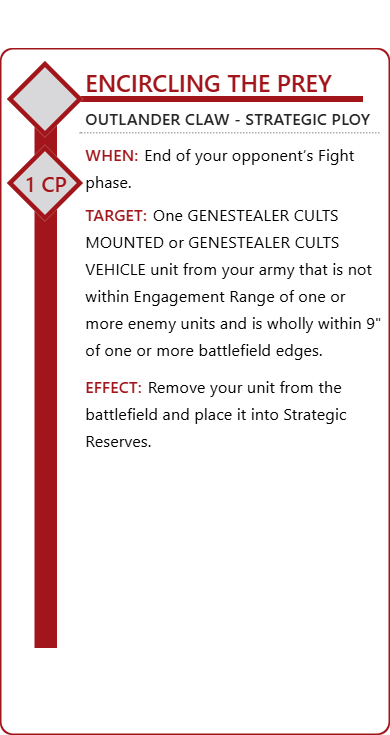 ENCIRCLING THE PREY
OUTLANDER CLAW - STRATEGIC PLOY
1 CP
WHEN: End of your opponent's Fight
phase.
TARGET: One GENESTEALER CULTS
MOUNTED or GENESTEALER CULTS
VEHICLE unit from your army that is not
within Engagement Range of one or
more enemy units and is wholly within 9"
of one or more battlefield edges.
EFFECT: Remove your unit from the
battlefield and place it into Strategic
Reserves.